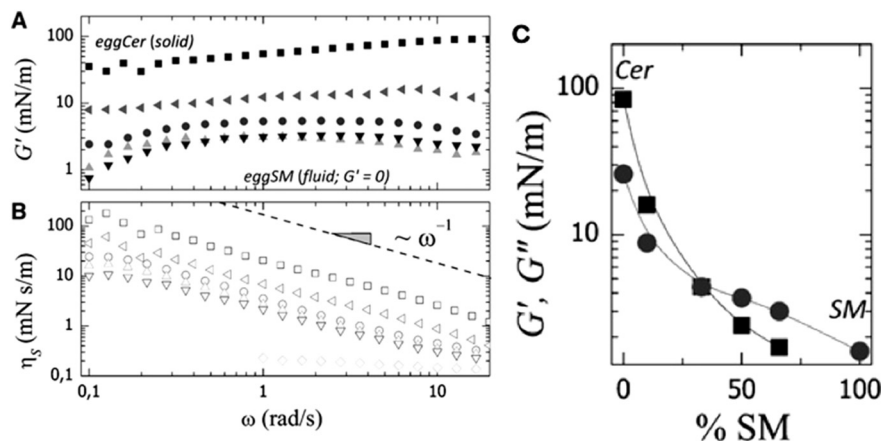 A
100
10
1
G' (mN/m)
eggCer (solid)
eggSM (fluid; G' = 0)
B
100
10
1
0,1
ηs (mN s/m)
~ ω⁻¹
0,1
1
10
ω (rad/s)
C
100
10
G', G'' (mN/m)
Cer
SM
0
50
100
% SM